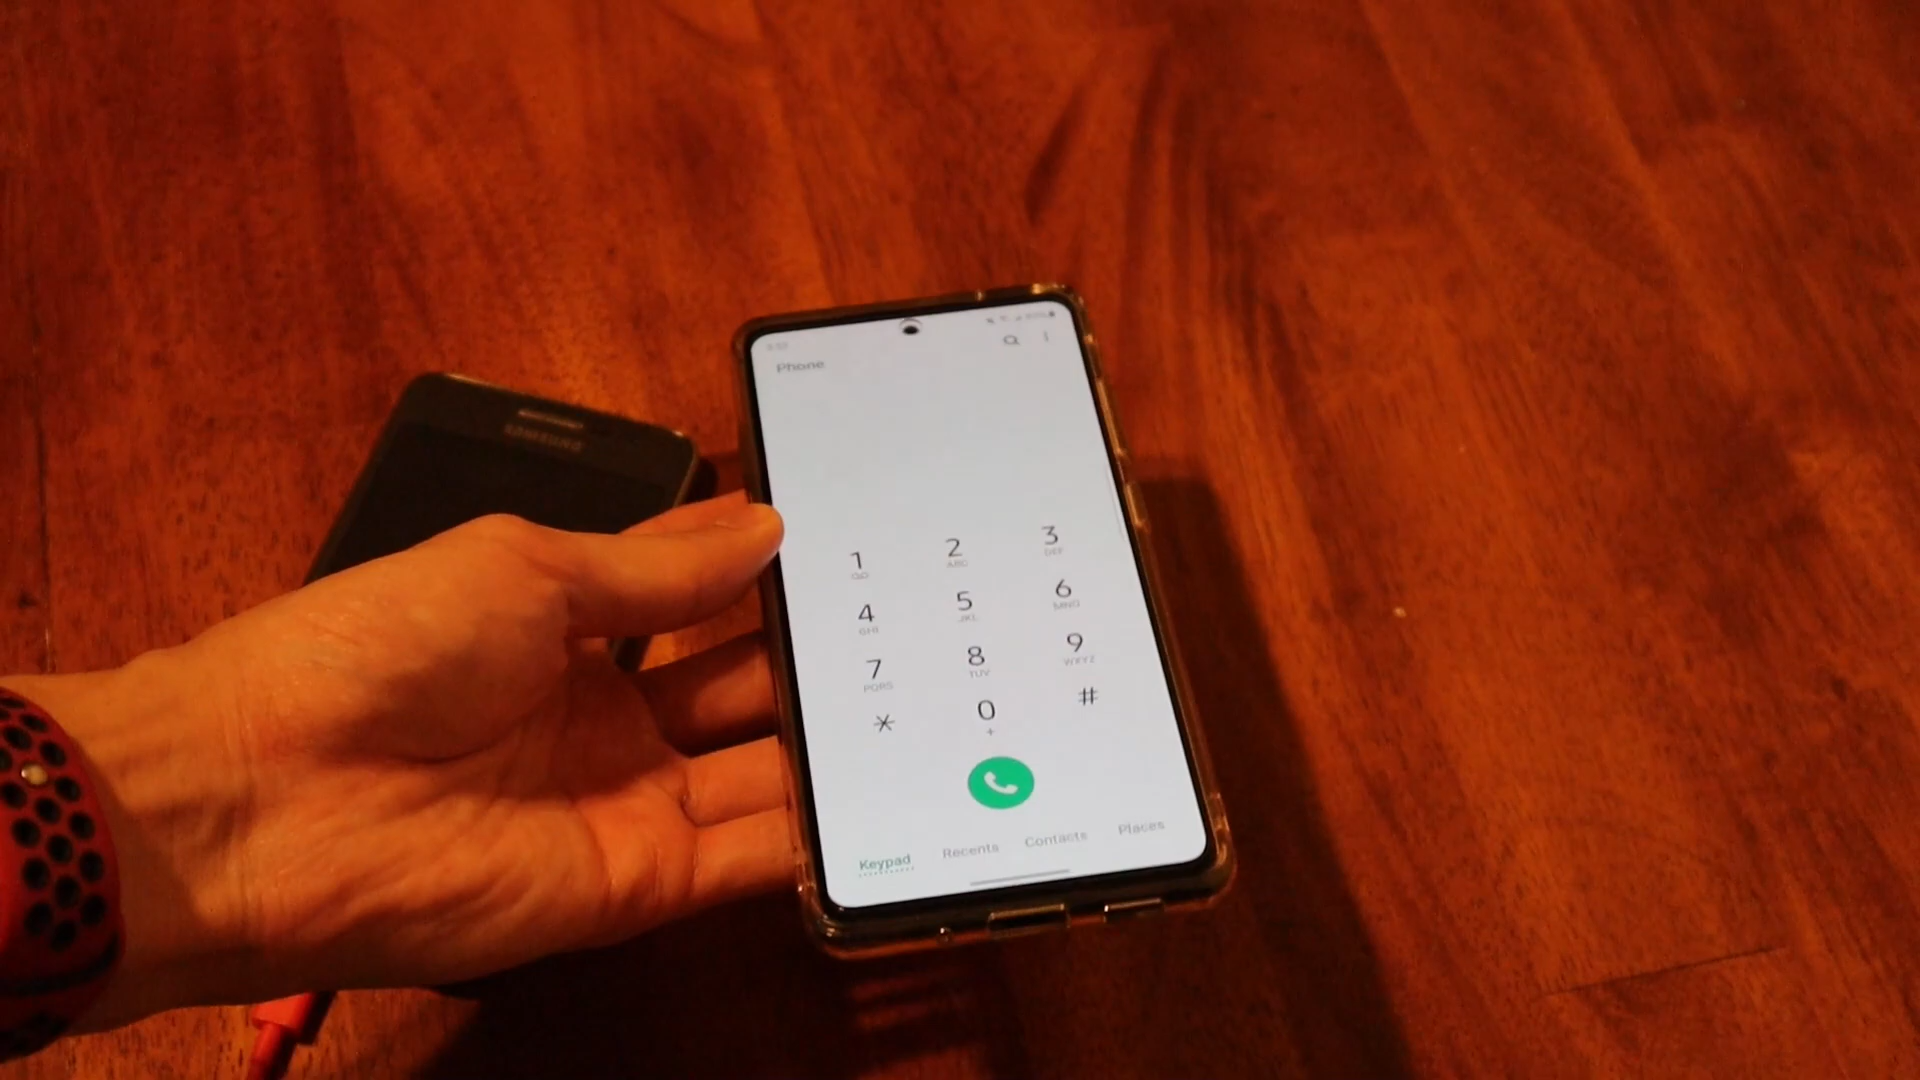 Phone
SAMSUNG
1 2 3
ABC DEF
4 5 6
GHI JKL MNO
7 8 9
PQRS TUV WXYZ
* 0 #
+
Keypad Recents Contacts Places